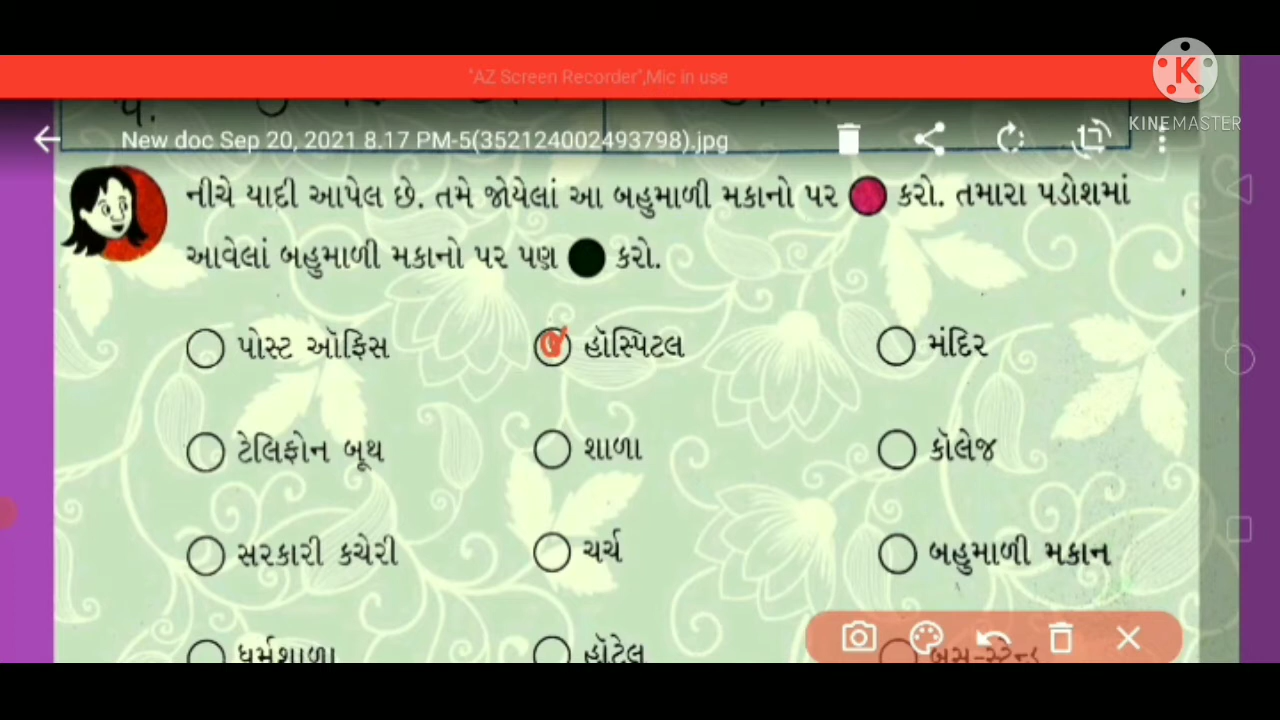 "AZ Screen Recorder",Mic in use
KINEMASTER
New doc Sep 20, 2021 8.17 PM-5(352124002493798).jpg
નીચે યાદી આપેલ છે. તમે જોયેલાં આ બહુમાળી મકાનો પર કરો. તમારા પડોશમાં
આવેલાં બહુમાળી મકાનો પર પણ કરો.
પોસ્ટ ઑફિસ હૉસ્પિટલ મંદિર
ટેલિફોન બૂથ શાળા કૉલેજ
સરકારી કચેરી ચર્ચ બહુમાળી મકાન
ધર્મશાળા હૉટેલ બસ-સ્ટેન્ડ